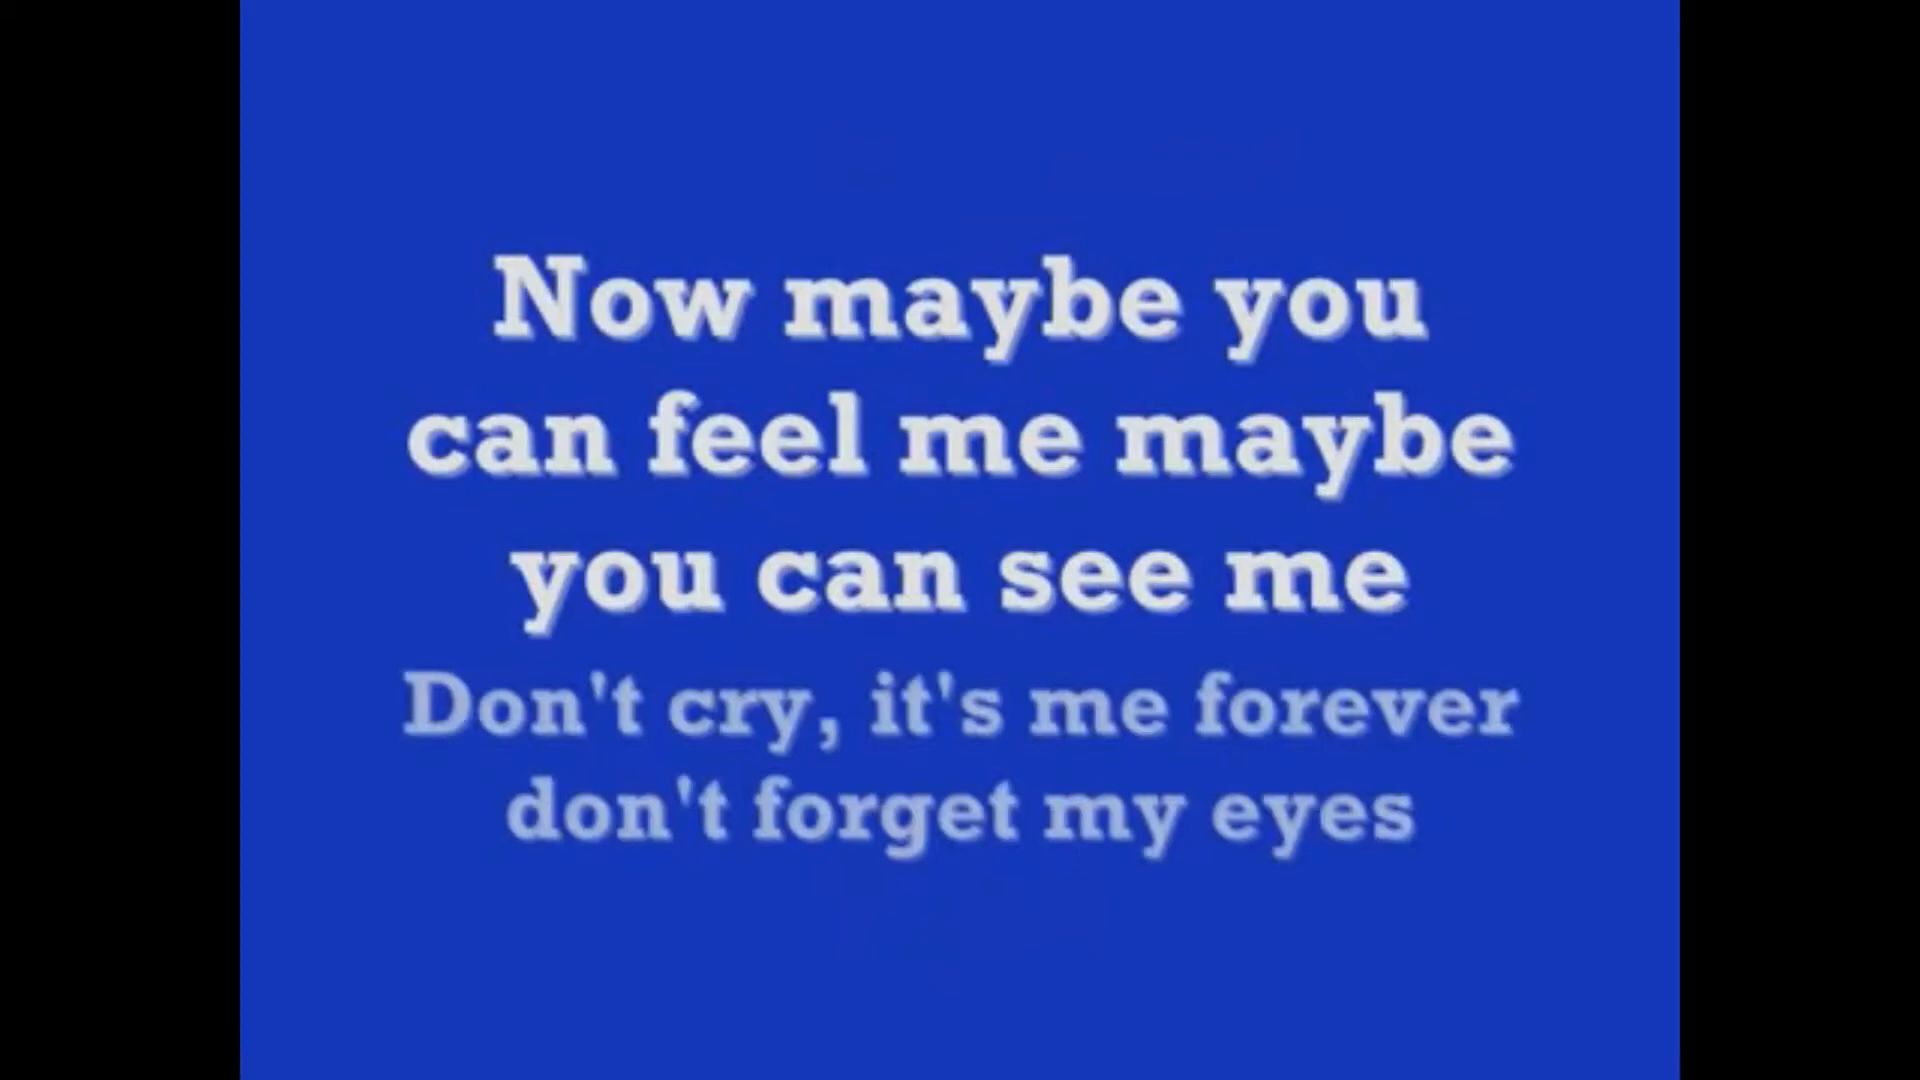 Now maybe you
can feel me maybe
you can see me
Don't cry, it's me forever
don't forget my eyes